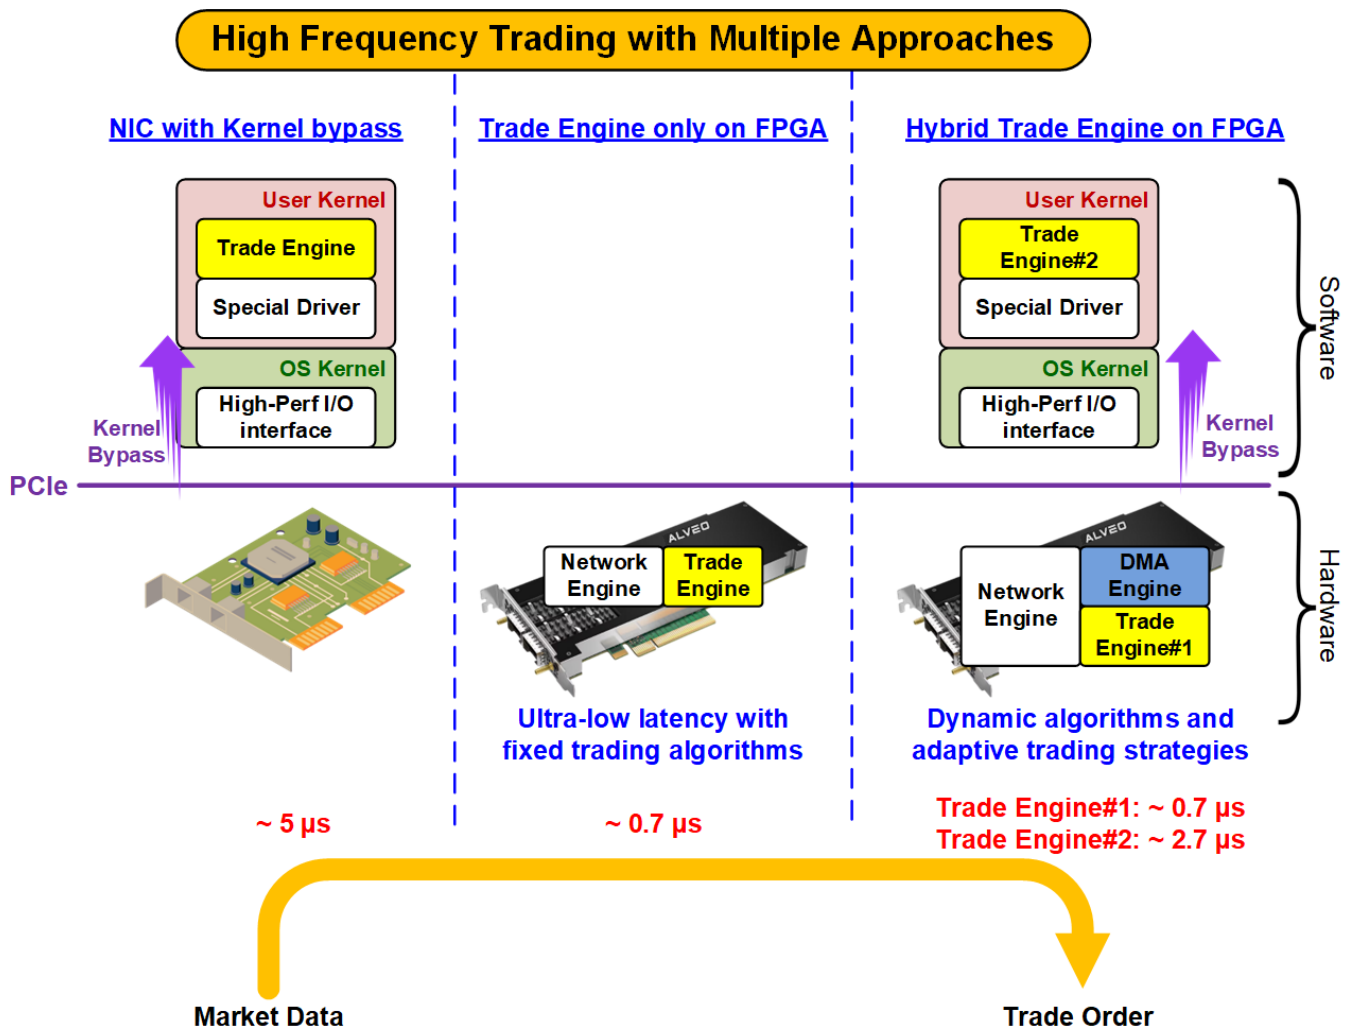 High Frequency Trading with Multiple Approaches
NIC with Kernel bypass
User Kernel
Trade Engine
Special Driver
OS Kernel
High-Perf I/O
interface
Kernel
Bypass
Trade Engine only on FPGA
Hybrid Trade Engine on FPGA
User Kernel
Trade
Engine#2
Special Driver
OS Kernel
High-Perf I/O
interface
Kernel
Bypass
Software
PCIe
ALVEO
Network
Engine
Trade
Engine
Ultra-low latency with
fixed trading algorithms
ALVEO
Network
Engine
DMA
Engine
Trade
Engine#1
Dynamic algorithms and
adaptive trading strategies
Hardware
~ 5 µs
~ 0.7 µs
Trade Engine#1: ~ 0.7 µs
Trade Engine#2: ~ 2.7 µs
Market Data
Trade Order